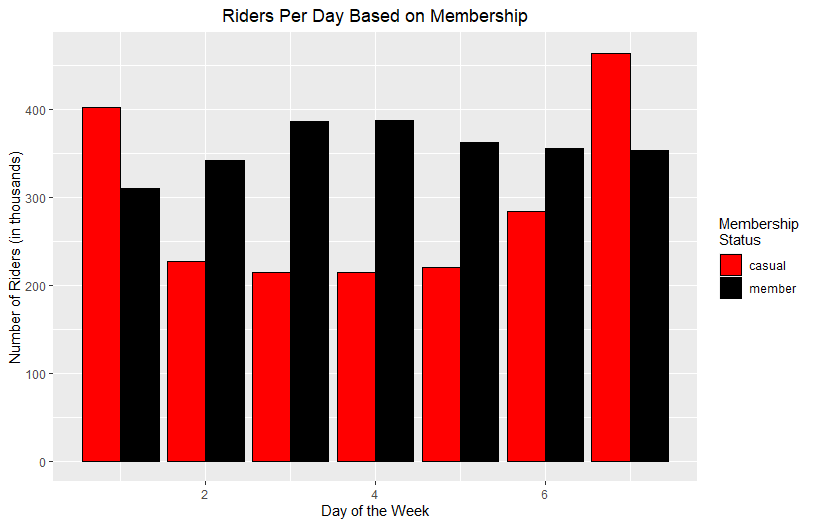 Riders Per Day Based on Membership
Number of Riders (in thousands)
400
300
200
100
0
2
4
6
Day of the Week
Membership
Status
casual
member